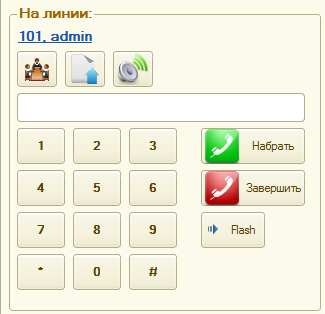 На линии:
101, admin
1 2 3 Набрать
4 5 6 Завершить
7 8 9 Flash
* 0 #